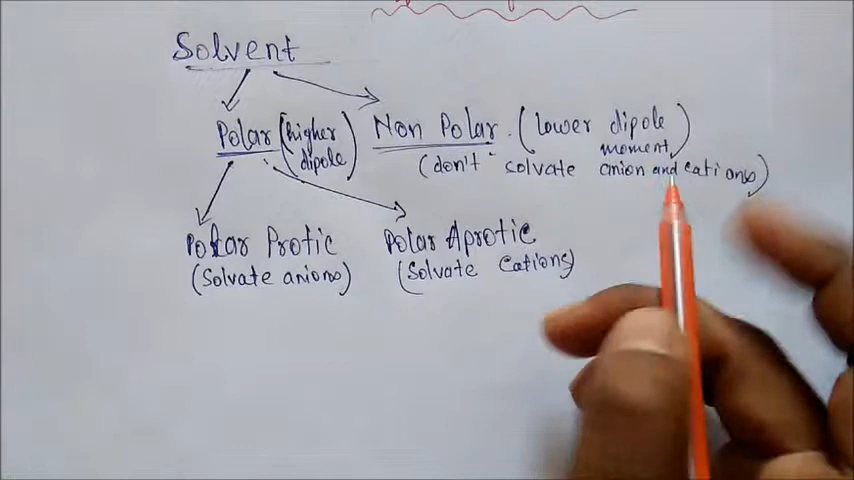 Solvent
Polar (higher dipole)
Non Polar. (lower dipole moment)
(don't solvate anion and cations)
Polar Protic
(Solvate anions)
Polar Aprotic
(Solvate Cations)